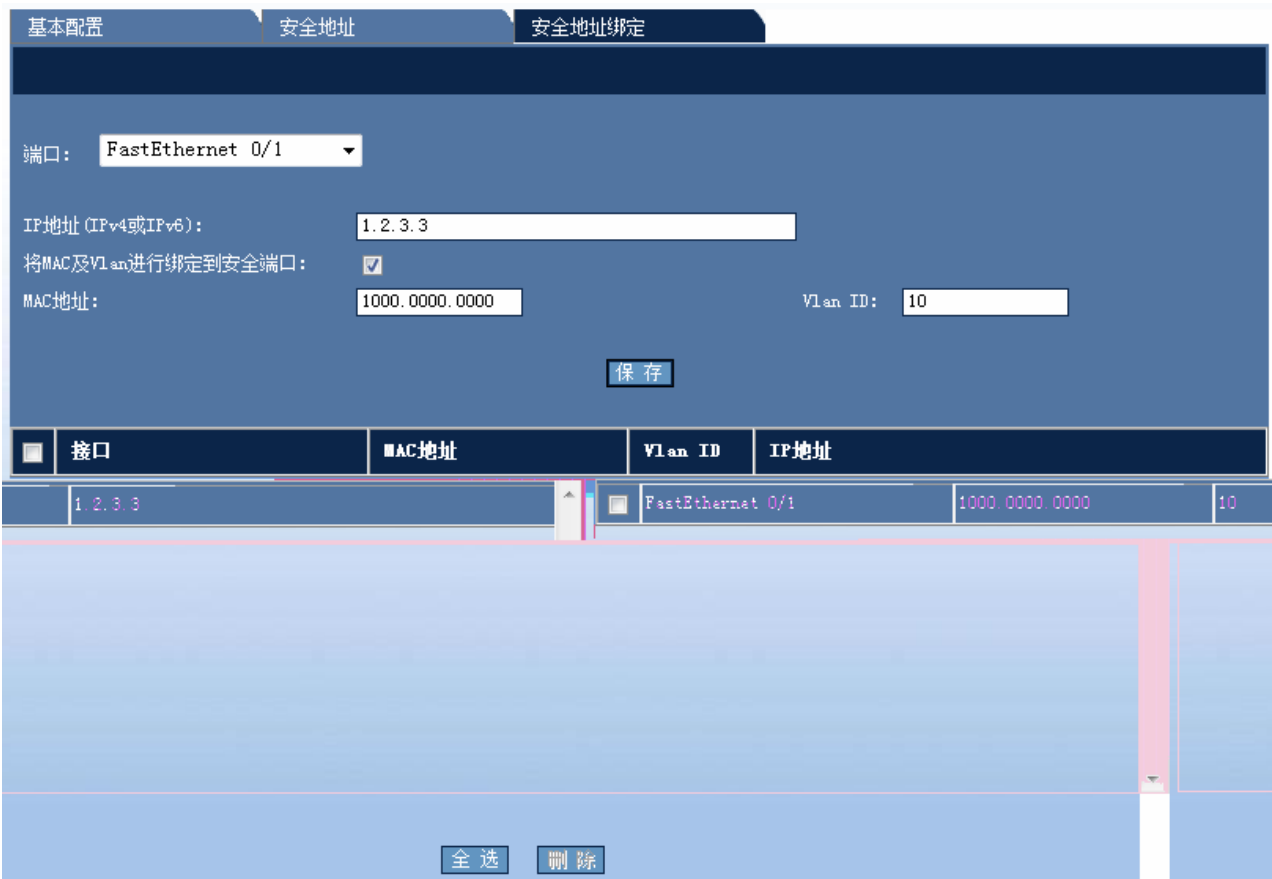 基本配置 安全地址 安全地址绑定
端口： FastEthernet 0/1
IP地址(IPv4或IPv6)： 1.2.3.3
将MAC及Vlan进行绑定到安全端口：
MAC地址： 1000.0000.0000 Vlan ID： 10
保 存
接口 MAC地址 Vlan ID IP地址
1.2.3.3 FastEthernet 0/1 1000.0000.0000 10
全 选 删 除